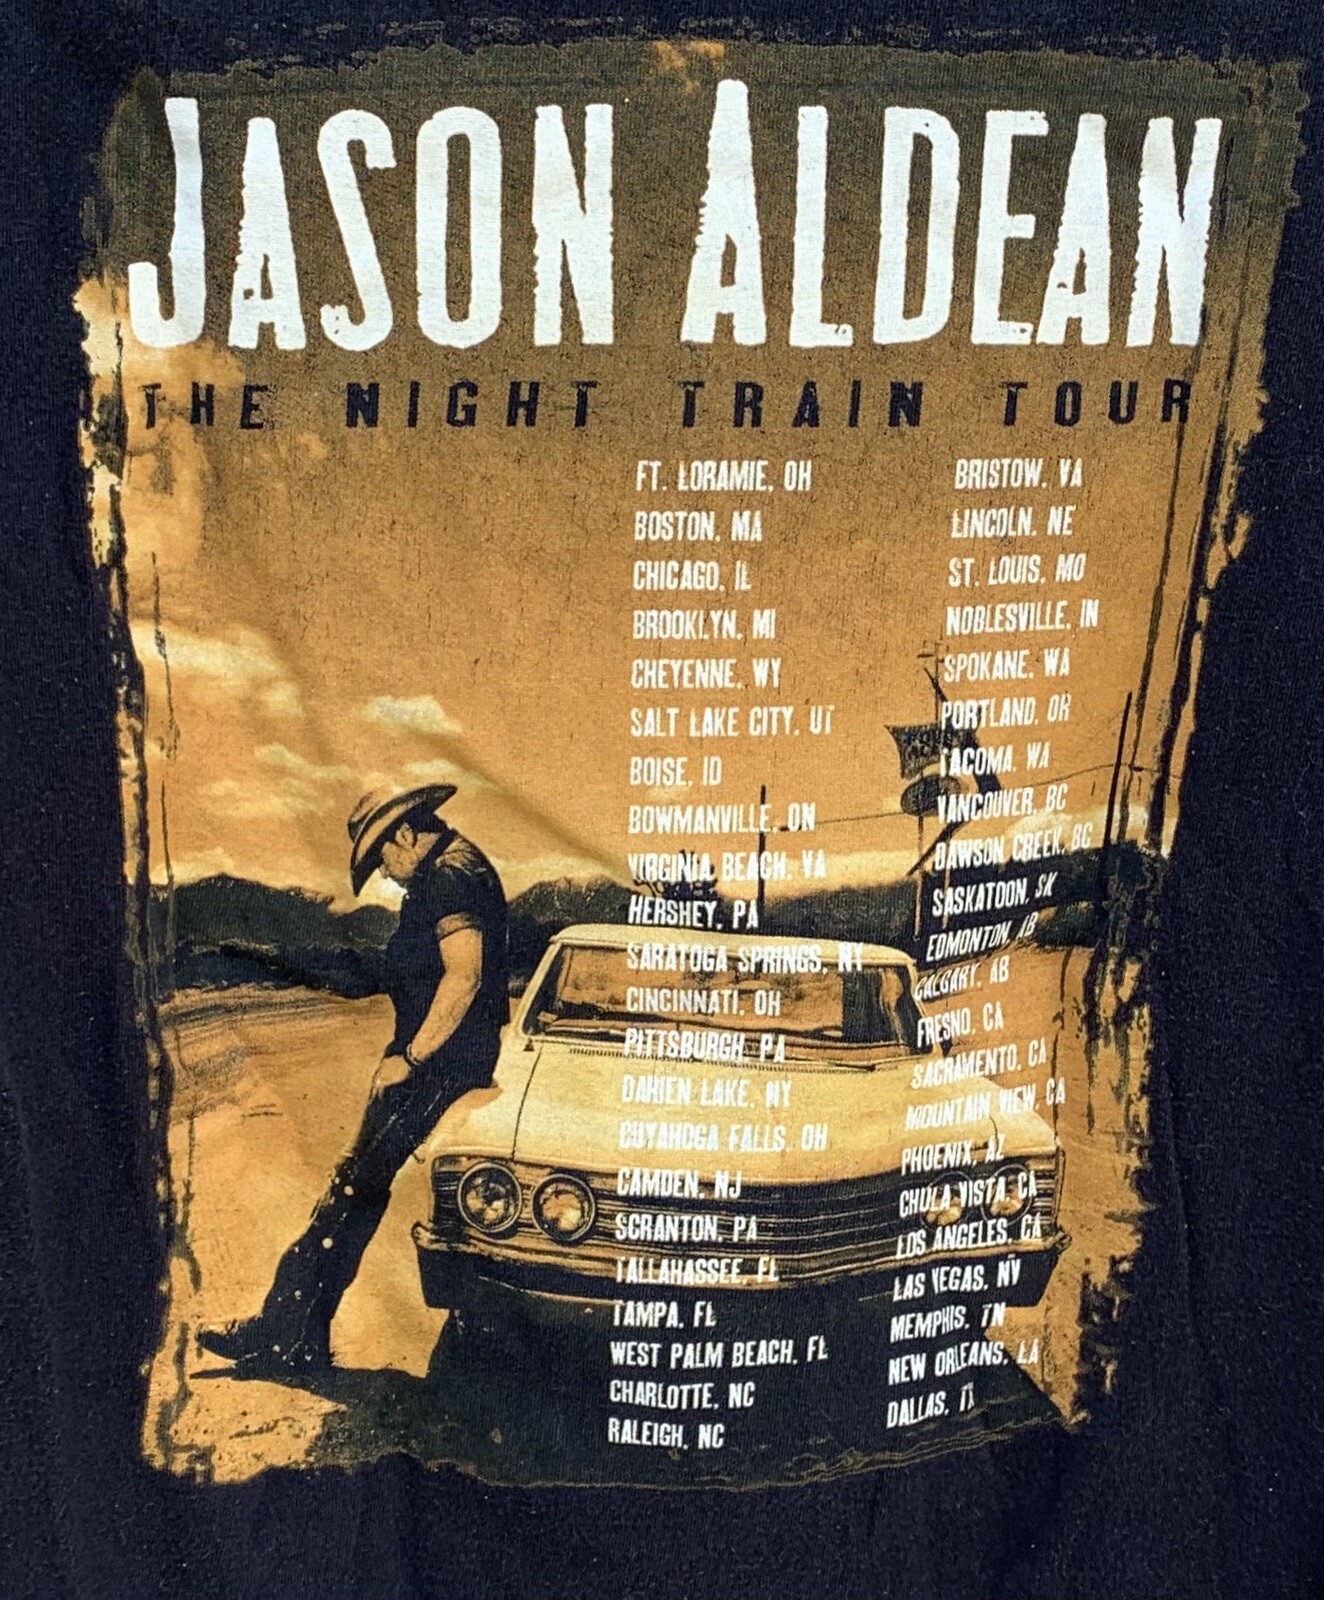 JASON ALDEAN
THE NIGHT TRAIN TOUR
FT. LORAMIE, OH
BOSTON, MA
CHICAGO, IL
BROOKLYN, MI
CHEYENNE, WY
SALT LAKE CITY, UT
BOISE, ID
BOWMANVILLE, ON
VIRGINIA BEACH, VA
HERSHEY, PA
SARATOGA SPRINGS, NY
CINCINNATI, OH
PITTSBURGH, PA
DARIEN LAKE, NY
CUYAHOGA FALLS, OH
CAMDEN, NJ
SCRANTON, PA
TALLAHASSEE, FL
TAMPA, FL
WEST PALM BEACH, FL
CHARLOTTE, NC
RALEIGH, NC
BRISTOW, VA
LINCOLN, NE
ST. LOUIS, MO
NOBLESVILLE, IN
SPOKANE, WA
PORTLAND, OR
TACOMA, WA
VANCOUVER, BC
DAWSON CREEK, BC
SASKATOON, SK
EDMONTON, AB
CALGARY, AB
FRESNO, CA
SACRAMENTO, CA
MOUNTAIN VIEW, CA
PHOENIX, AZ
CHULA VISTA, CA
LOS ANGELES, CA
LAS VEGAS, NV
MEMPHIS, TN
NEW ORLEANS, LA
DALLAS, TX